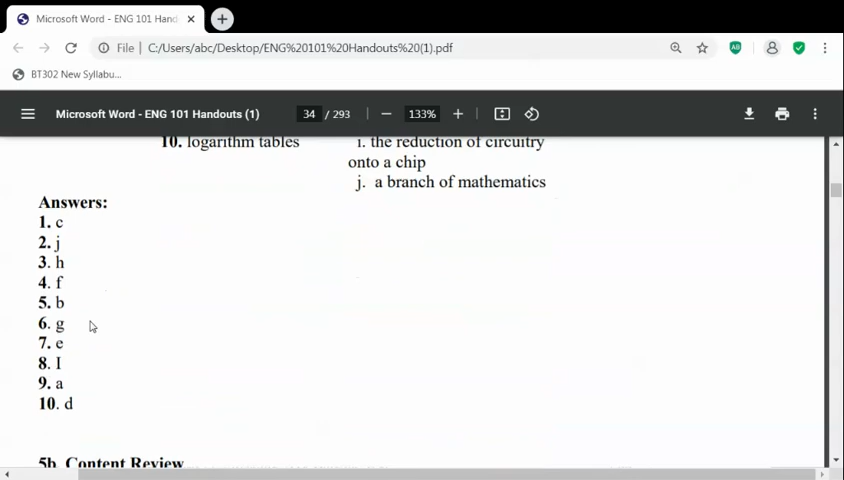 Microsoft Word - ENG 101 Hand
File C:/Users/abc/Desktop/ENG%20101%20Handouts%20(1).pdf
BT302 New Syllabu...
Microsoft Word - ENG 101 Handouts (1) 34 / 293 133%
10. logarithm tables i. the reduction of circuitry
onto a chip
j. a branch of mathematics
Answers:
1. c
2. j
3. h
4. f
5. b
6. g
7. e
8. I
9. a
10. d
5b. Content Review